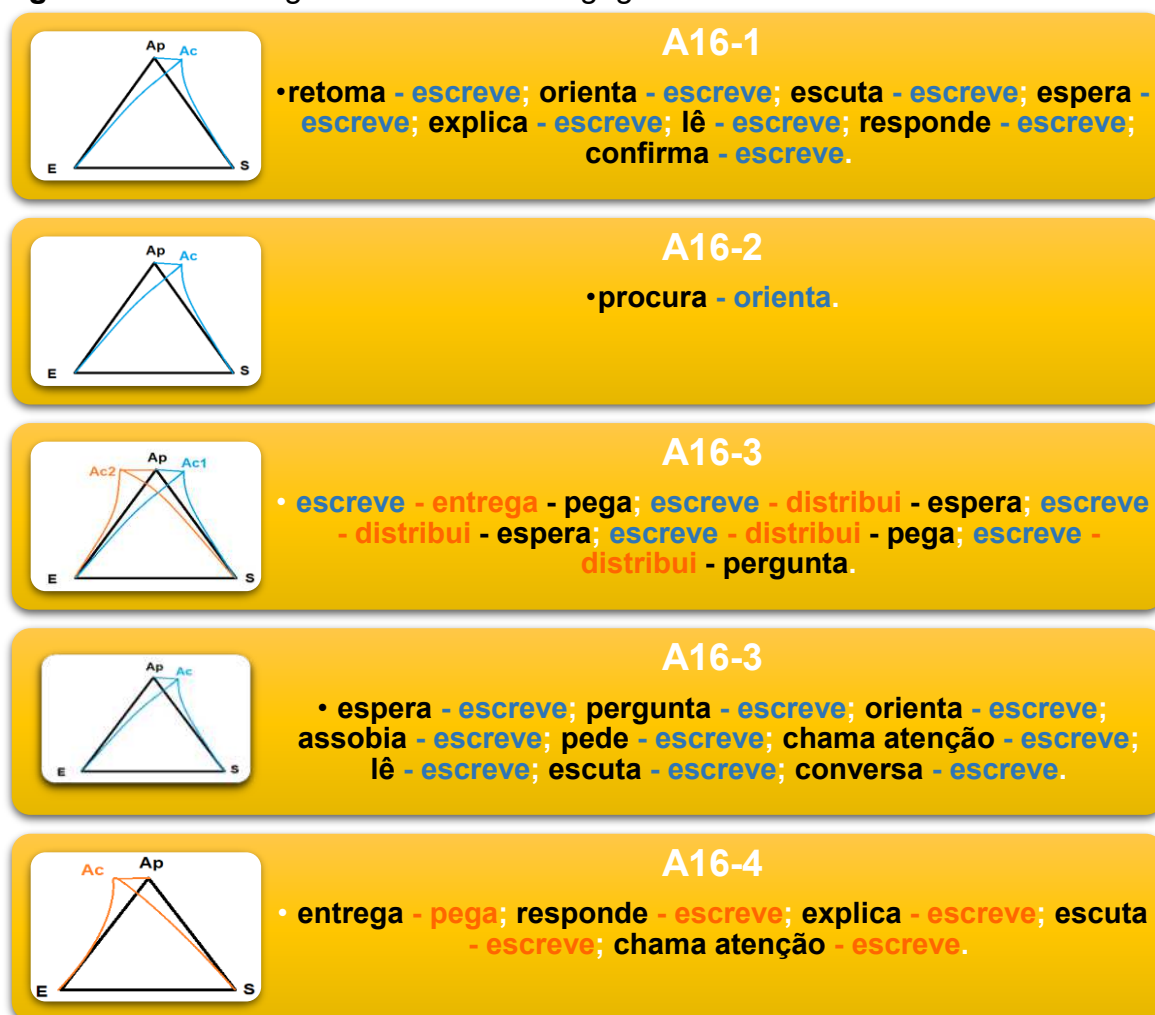 Ap Ac
E S
A16-1
•retoma - escreve; orienta - escreve; escuta - escreve; espera -
escreve; explica - escreve; lê - escreve; responde - escreve;
confirma - escreve.
Ap Ac
E S
A16-2
•procura - orienta.
Ac2 Ap Ac1
E S
A16-3
• escreve - entrega - pega; escreve - distribui - espera; escreve
- distribui - espera; escreve - distribui - pega; escreve -
distribui - pergunta.
Ap Ac
E S
A16-3
• espera - escreve; pergunta - escreve; orienta - escreve;
assobia - escreve; pede - escreve; chama atenção - escreve;
lê - escreve; escuta - escreve; conversa - escreve.
Ac Ap
E S
A16-4
• entrega - pega; responde - escreve; explica - escreve; escuta
- escreve; chama atenção - escreve.